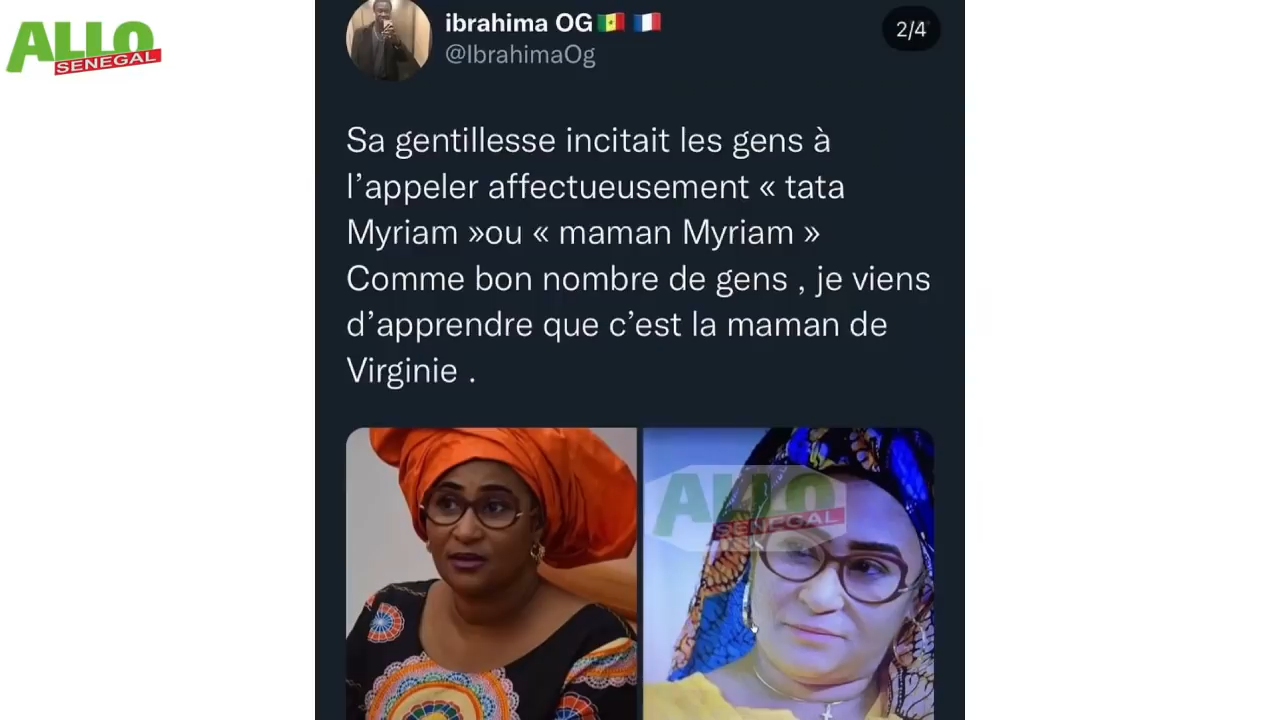 ALLO
SENEGAL
ibrahima OG🇸🇳 🇫🇷
@IbrahimaOg
2/4
Sa gentillesse incitait les gens à
l’appeler affectueusement « tata
Myriam »ou « maman Myriam »
Comme bon nombre de gens , je viens
d’apprendre que c’est la maman de
Virginie .
ALLO
SENEGAL